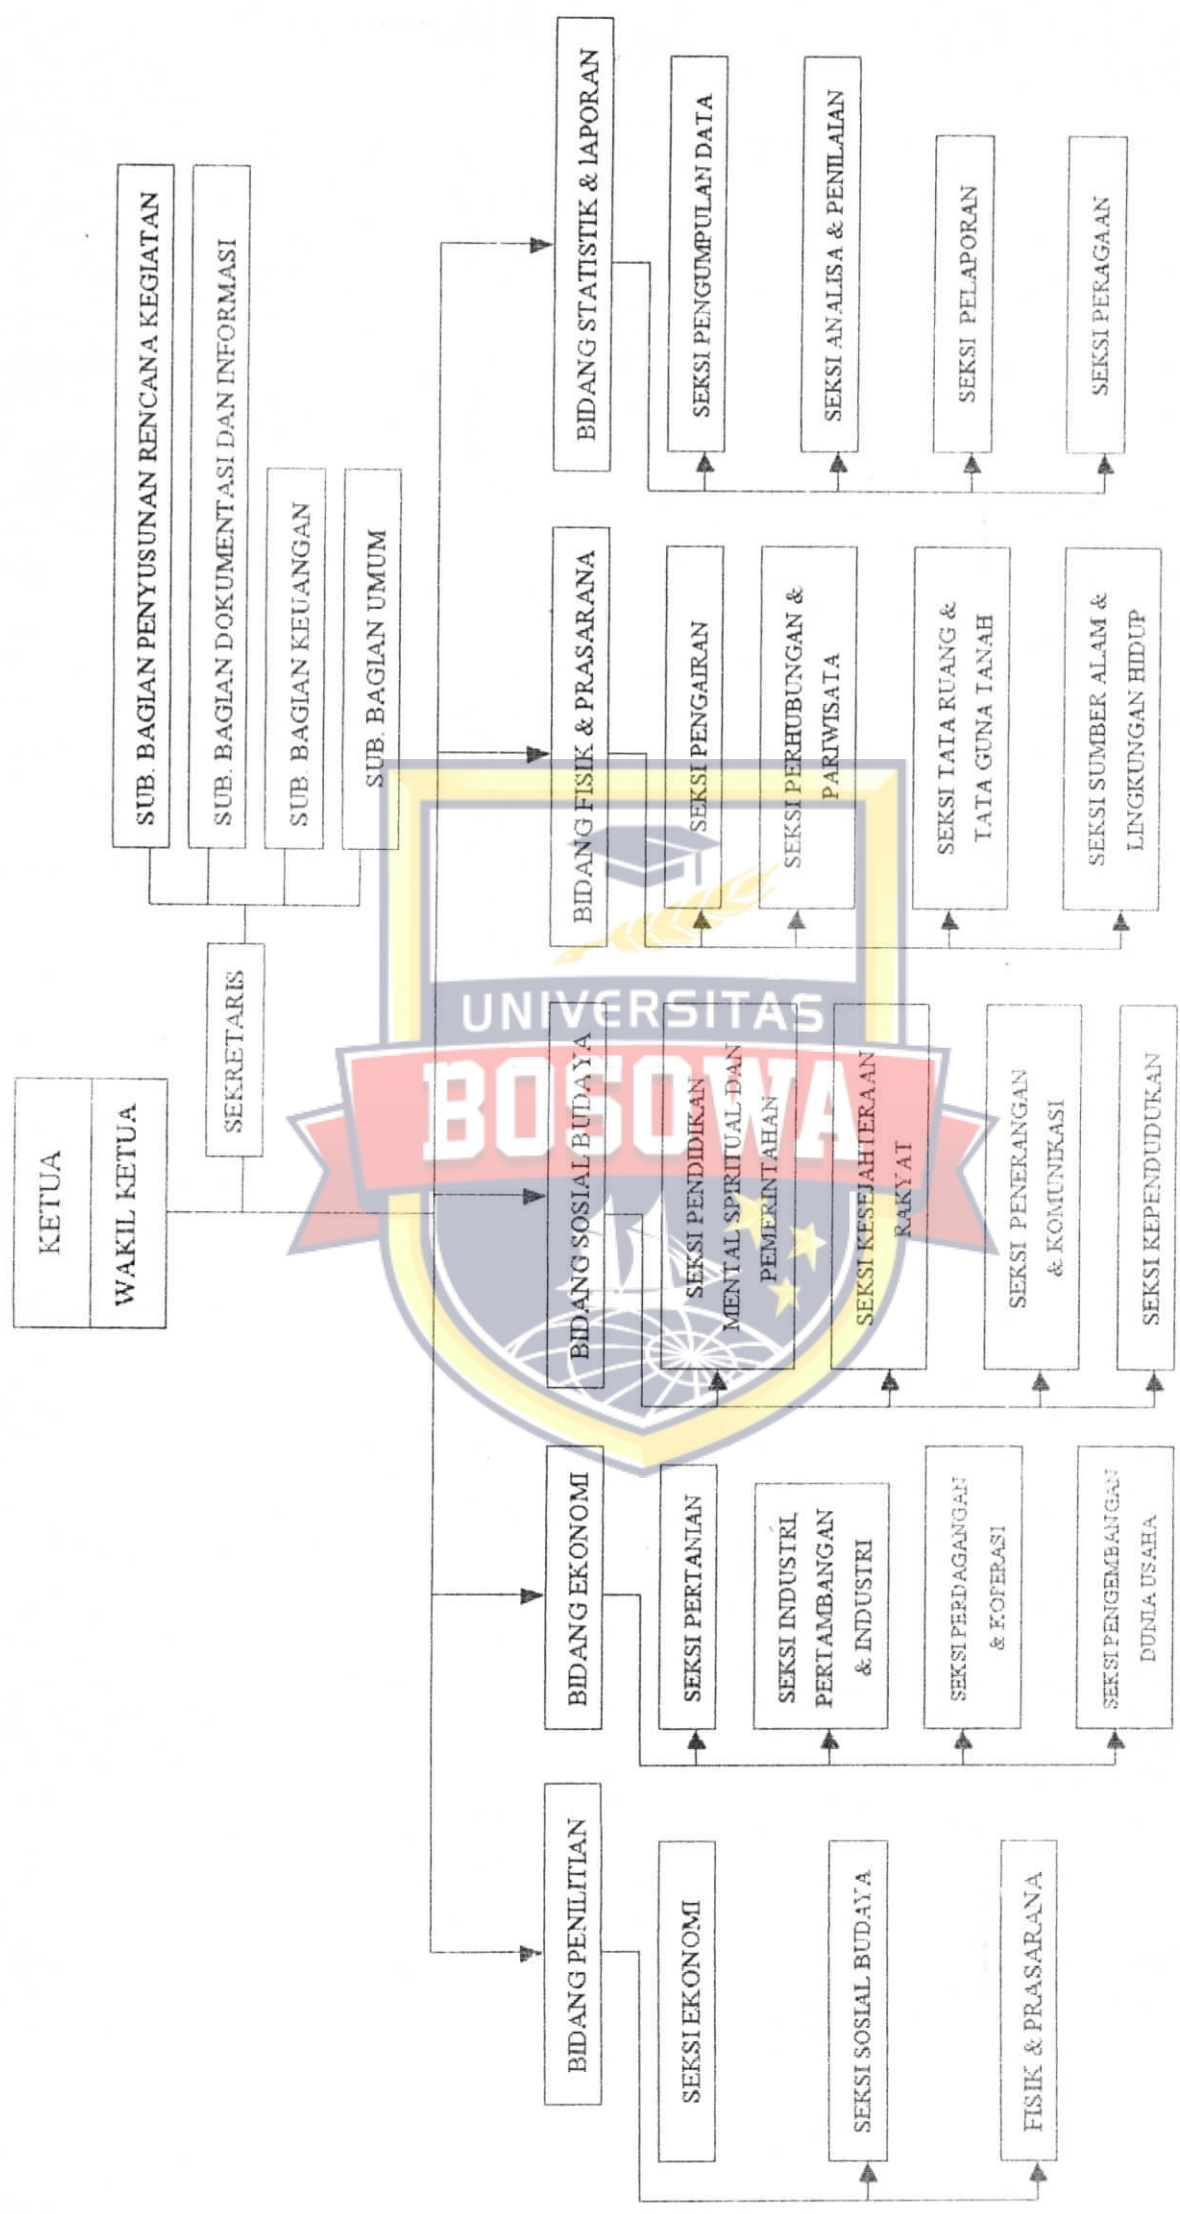 KETUA
WAKIL KETUA
SEKRETARIS
SUB. BAGIAN PENYUSUNAN RENCANA KEGIATAN
SUB. BAGIAN DOKUMENTASI DAN INFORMASI
SUB. BAGIAN KEUANGAN
SUB. BAGIAN UMUM
BIDANG PENILITIAN
SEKSI EKONOMI
SEKSI SOSIAL BUDAYA
FISIK & PRASARANA
BIDANG EKONOMI
SEKSI PERTANIAN
SEKSI INDUSTRI,
PERTAMBANGAN
& INDUSTRI
SEKSI PERDAGANGAN
& KOPERASI
SEKSI PENGEMBANGAN
DUNIA USAHA
BIDANG SOSIAL BUDAYA
SEKSI PENDIDIKAN
MENTAL SPIRITUAL DAN
PEMERINTAHAN
SEKSI KESEJAHTERAAN
RAKYAT
SEKSI PENERANGAN
& KOMUNIKASI
SEKSI KEPENDUDUKAN
BIDANG FISIK & PRASARANA
SEKSI PENGAIRAN
SEKSI PERHUBUNGAN &
PARIWISATA
SEKSI TATA RUANG &
TATA GUNA TANAH
SEKSI SUMBER ALAM &
LINGKUNGAN HIDUP
BIDANG STATISTIK & lAPORAN
SEKSI PENGUMPULAN DATA
SEKSI ANALISA & PENILAIAN
SEKSI PELAPORAN
SEKSI PERAGAAN
UNIVERSITAS
BOSOWA